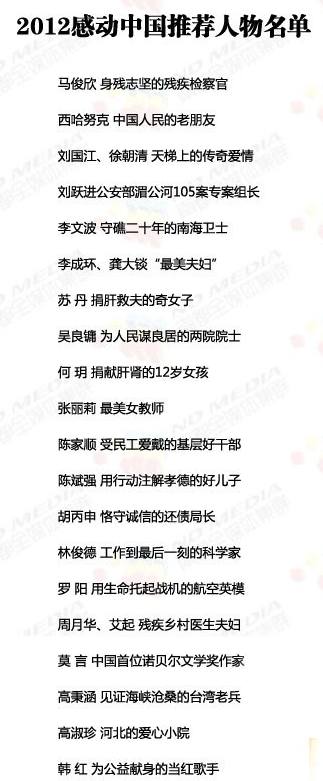 2012感动中国推荐人物名单
马俊欣 身残志坚的残疾检察官
西哈努克 中国人民的老朋友
刘国江、徐朝清 天梯上的传奇爱情
刘跃进公安部湄公河105案专案组长
李文波 守礁二十年的南海卫士
李成环、龚大锬“最美夫妇”
苏 丹 捐肝救夫的奇女子
吴良镛 为人民谋良居的两院院士
何 玥 捐献肝肾的12岁女孩
张丽莉 最美女教师
陈家顺 受民工爱戴的基层好干部
陈斌强 用行动注解孝德的好儿子
胡丙申 恪守诚信的还债局长
林俊德 工作到最后一刻的科学家
罗 阳 用生命托起战机的航空英模
周月华、艾起 残疾乡村医生夫妇
莫 言 中国首位诺贝尔文学奖作家
高秉涵 见证海峡沧桑的台湾老兵
高淑珍 河北的爱心小院
韩 红 为公益献身的当红歌手